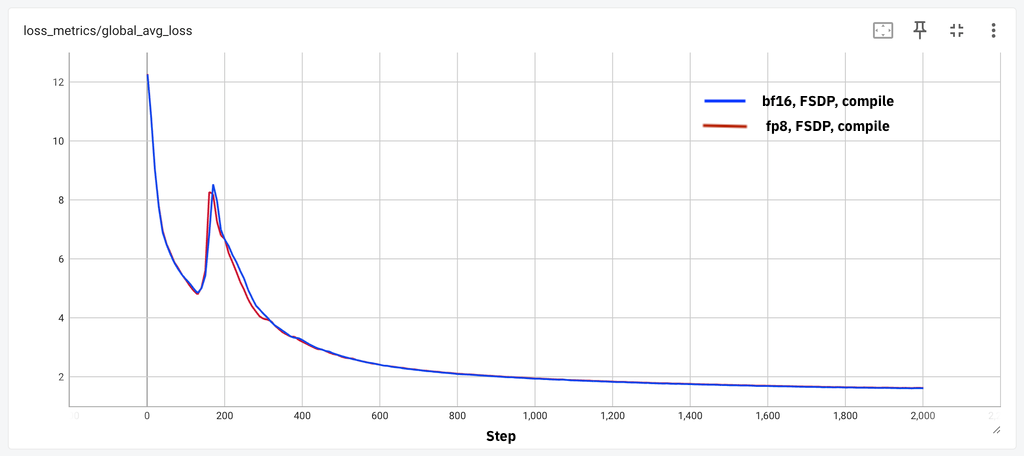 loss_metrics/global_avg_loss
12
bf16, FSDP, compile
fp8, FSDP, compile
10
8
6
4
2
0 200 400 600 800 1,000 1,200 1,400 1,600 1,800 2,000
Step